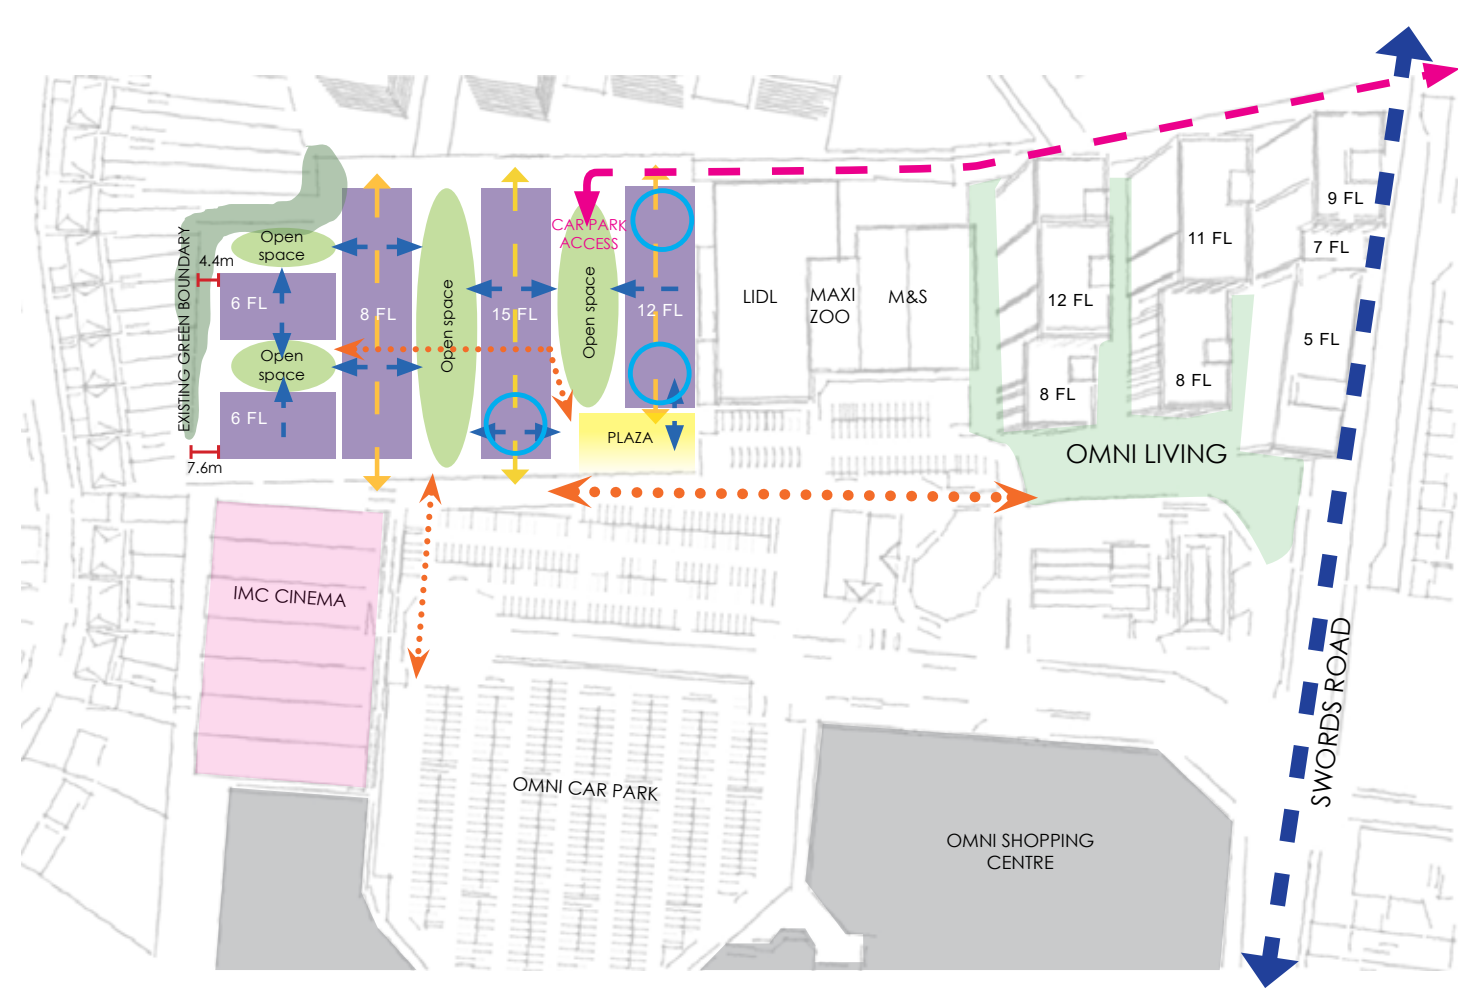 EXISTING GREEN BOUNDARY
Open
space
4.4m
6 FL
Open
space
6 FL
7.6m
8 FL
Open space
15 FL
CAR PARK
ACCESS
Open space
12 FL
PLAZA
LIDL
MAXI
ZOO
M&S
12 FL
8 FL
11 FL
8 FL
9 FL
7 FL
5 FL
OMNI LIVING
IMC CINEMA
OMNI CAR PARK
OMNI SHOPPING
CENTRE
SWORDS ROAD